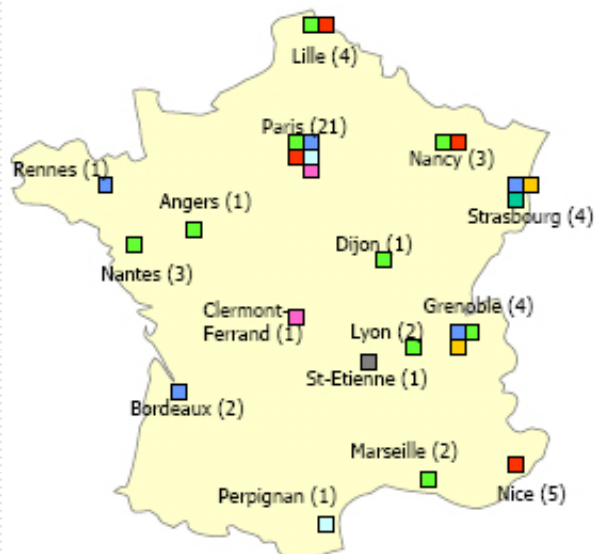 Lille (4)
Paris (21)
Nancy (3)
Rennes (1)
Angers (1)
Strasbourg (4)
Dijon (1)
Nantes (3)
Clermont-
Ferrand (1)
Grenoble (4)
Lyon (2)
St-Etienne (1)
Bordeaux (2)
Marseille (2)
Perpignan (1)
Nice (5)